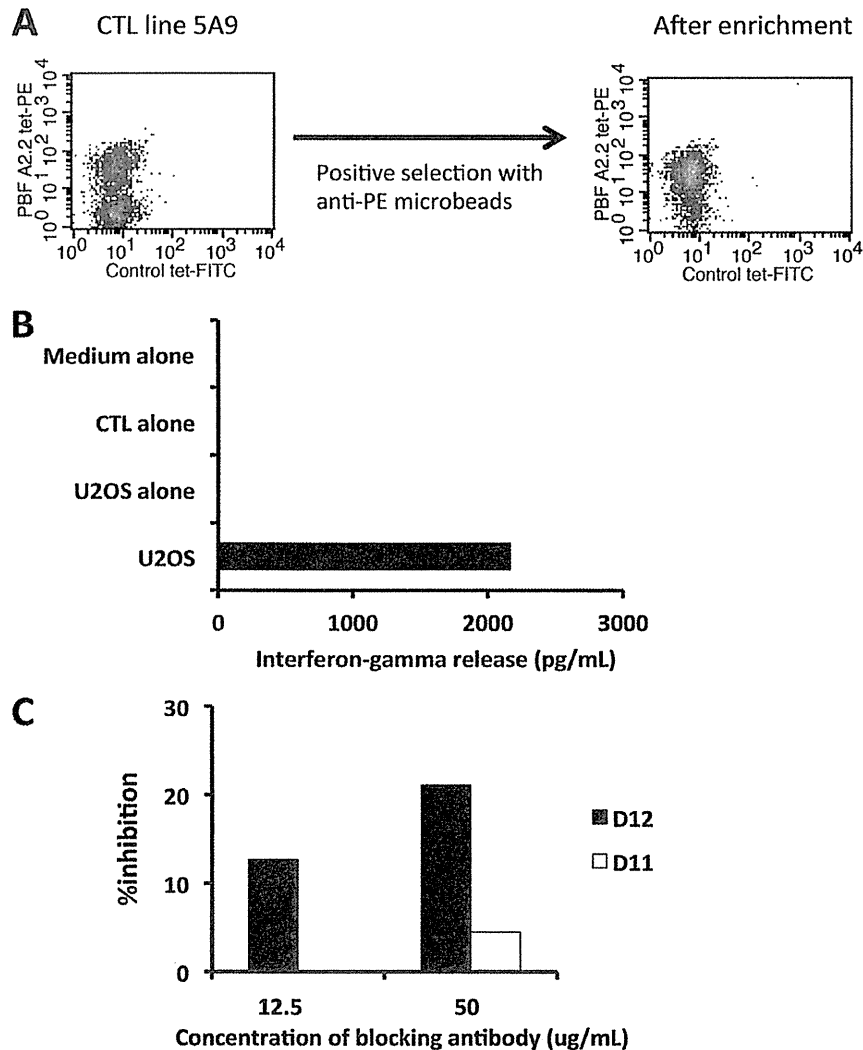 A
CTL line 5A9
After enrichment
PBF A2.2 tet-PE
10^0 10^1 10^2 10^3 10^4
10^0 10^1 10^2 10^3 10^4
Control tet-FITC
Positive selection with
anti-PE microbeads
PBF A2.2 tet-PE
10^0 10^1 10^2 10^3 10^4
10^0 10^1 10^2 10^3 10^4
Control tet-FITC
B
Medium alone
CTL alone
U2OS alone
U2OS
0 1000 2000 3000
Interferon-gamma release (pg/mL)
C
%inhibition
30
20
10
0
D12
D11
12.5 50
Concentration of blocking antibody (ug/mL)